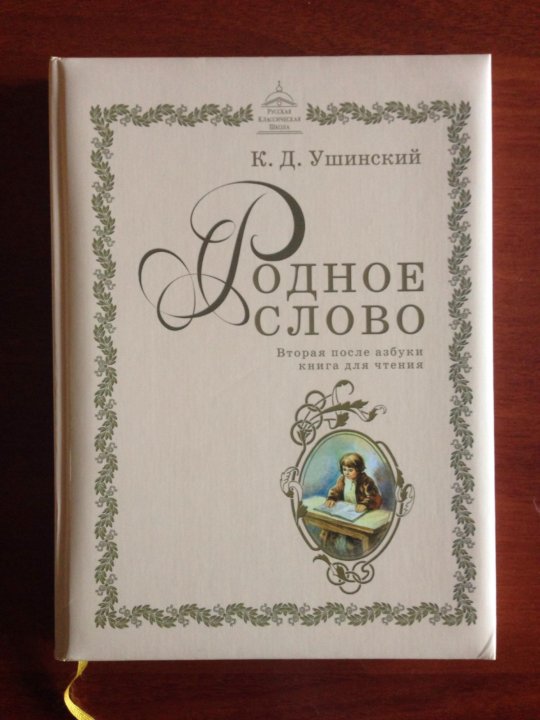 Русская
Классическая
Школа
К. Д. Ушинский
Родное
слово
Вторая после азбуки
книга для чтения